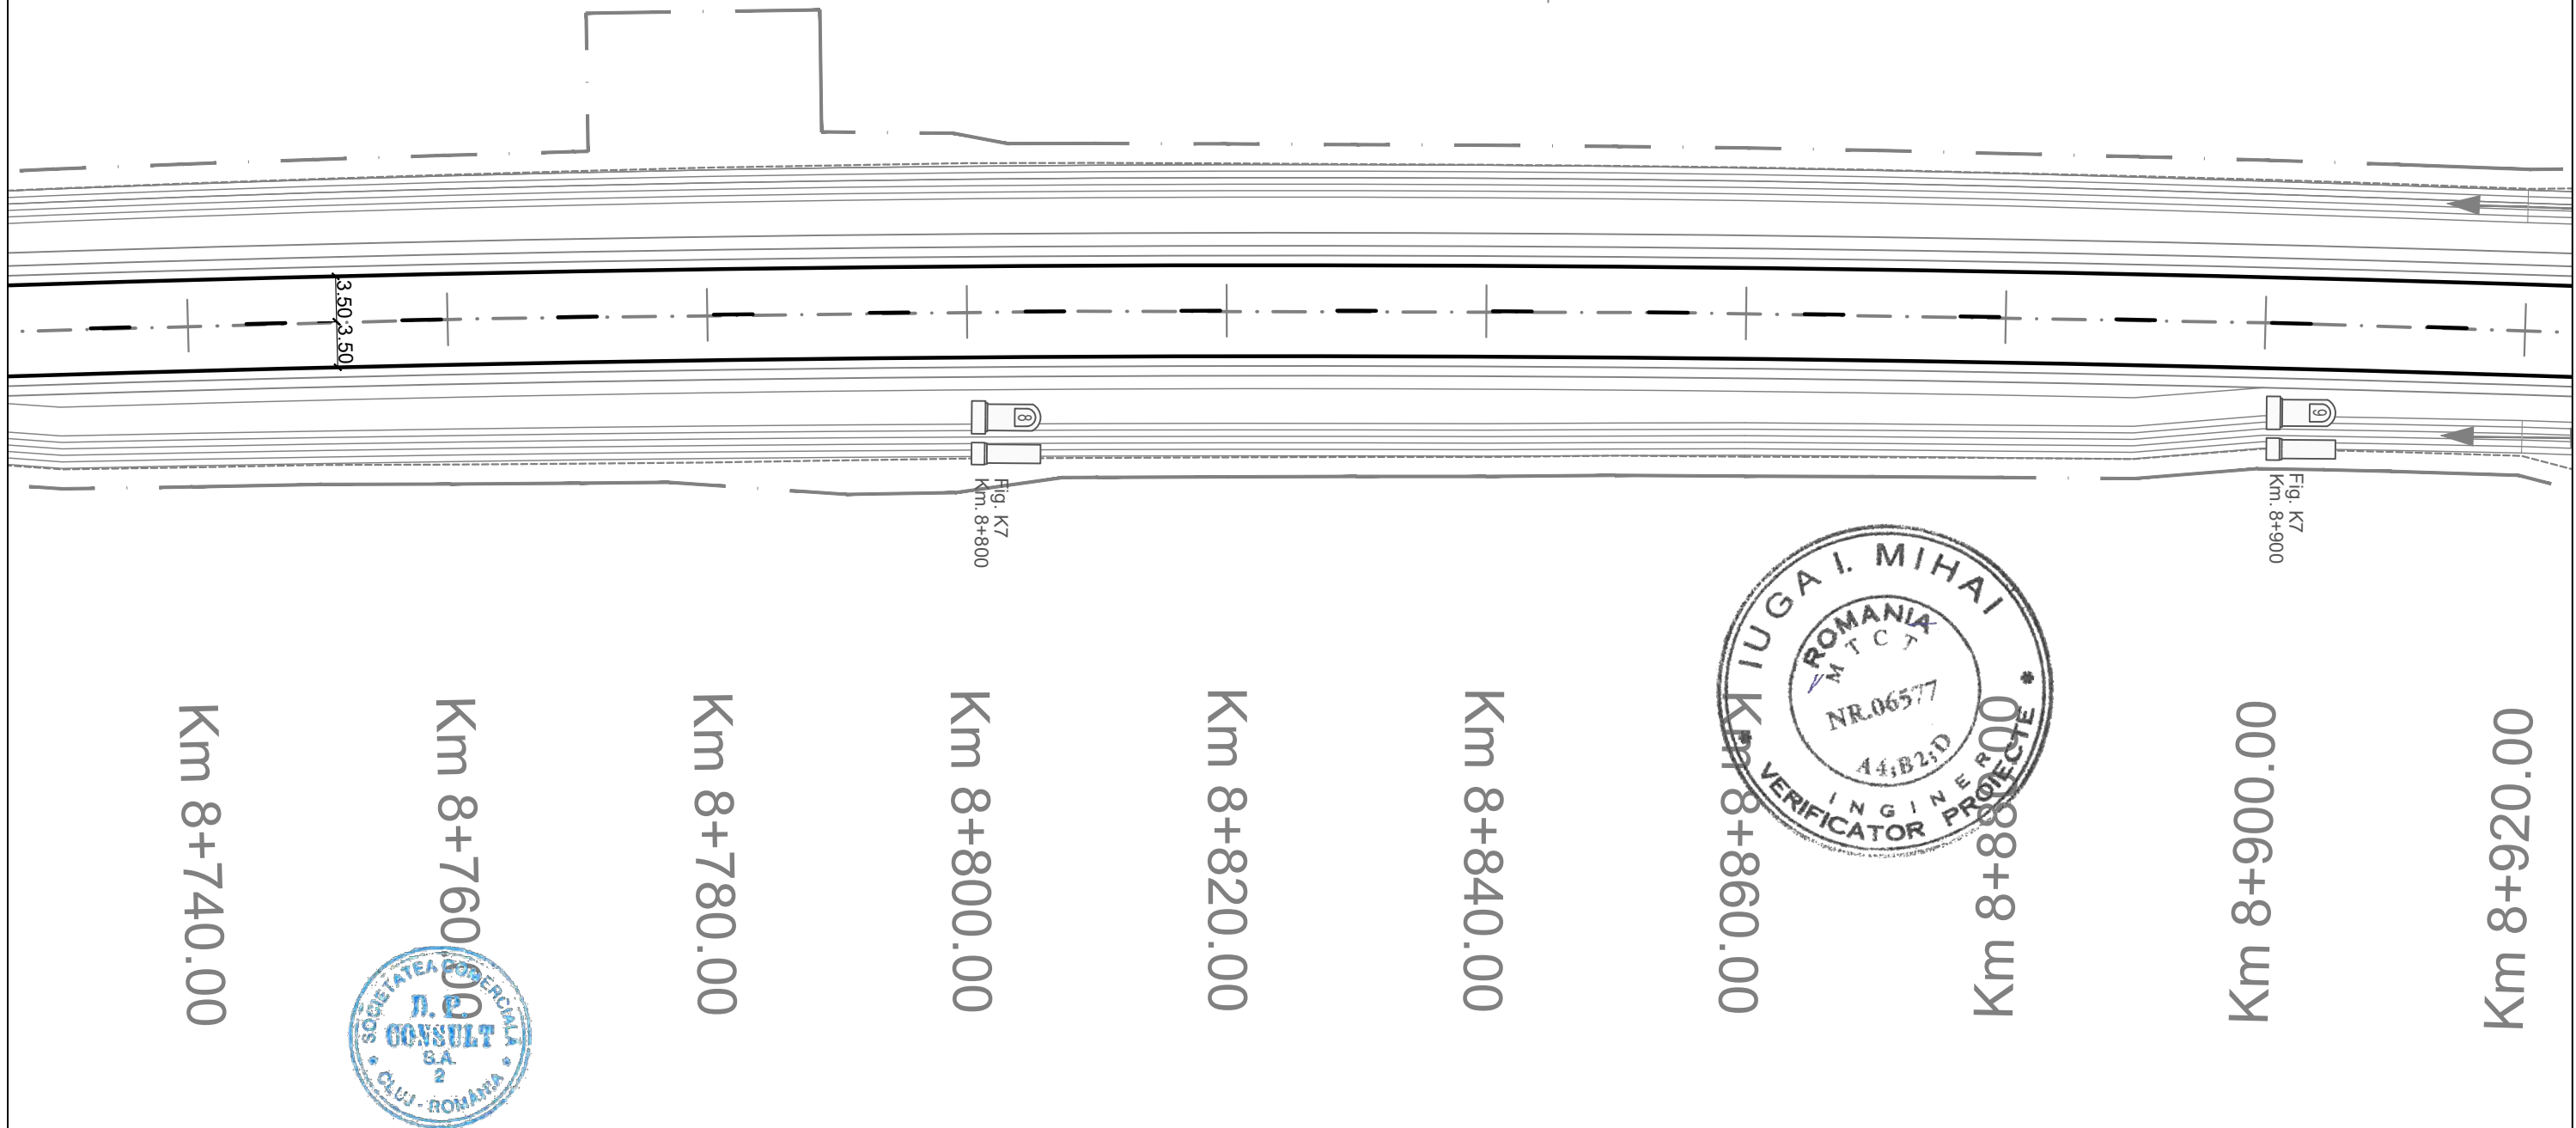 3.50
3.50
8
9
Fig. K7
Km. 8+800
Fig. K7
Km. 8+900
IUGA I. MIHAI
ROMANIA
M T C T
NR.06577
A4;B2;D
INGINER
* VERIFICATOR PROIECTE *
Km 8+740.00
Km 8+760.00
Km 8+780.00
Km 8+800.00
Km 8+820.00
Km 8+840.00
Km 8+860.00
Km 8+880.00
Km 8+900.00
Km 8+920.00
SOCIETATEA COMERCIALĂ
D. P.
CONSULT
S.A.
2
* CLUJ - ROMÂNIA *